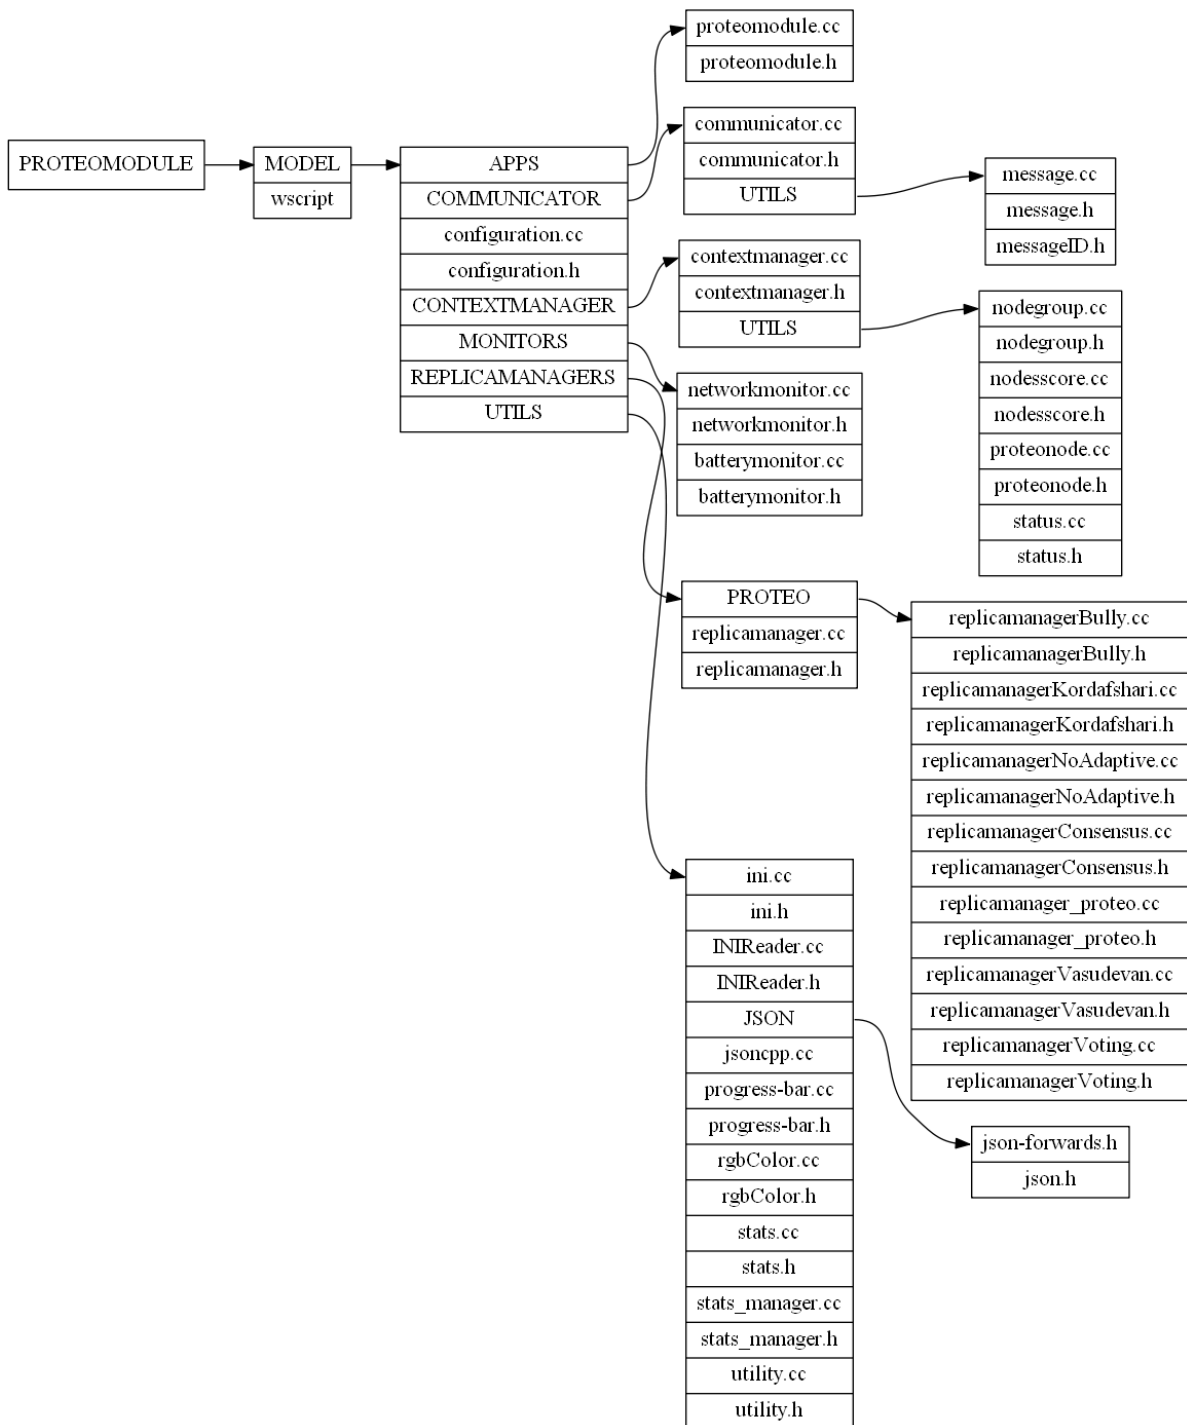 PROTEOMODULE
MODEL
wscript
APPS
COMMUNICATOR
configuration.cc
configuration.h
CONTEXTMANAGER
MONITORS
REPLICAMANAGERS
UTILS
proteomodule.cc
proteomodule.h
communicator.cc
communicator.h
UTILS
message.cc
message.h
messageID.h
contextmanager.cc
contextmanager.h
UTILS
nodegroup.cc
nodegroup.h
nodesscore.cc
nodesscore.h
proteonode.cc
proteonode.h
status.cc
status.h
networkmonitor.cc
networkmonitor.h
batterymonitor.cc
batterymonitor.h
PROTEO
replicamanager.cc
replicamanager.h
replicamanagerBully.cc
replicamanagerBully.h
replicamanagerKordafshari.cc
replicamanagerKordafshari.h
replicamanagerNoAdaptive.cc
replicamanagerNoAdaptive.h
replicamanagerConsensus.cc
replicamanagerConsensus.h
replicamanager_proteo.cc
replicamanager_proteo.h
replicamanagerVasudevan.cc
replicamanagerVasudevan.h
replicamanagerVoting.cc
replicamanagerVoting.h
ini.cc
ini.h
INIReader.cc
INIReader.h
JSON
jsoncpp.cc
progress-bar.cc
progress-bar.h
rgbColor.cc
rgbColor.h
stats.cc
stats.h
stats_manager.cc
stats_manager.h
utility.cc
utility.h
json-forwards.h
json.h